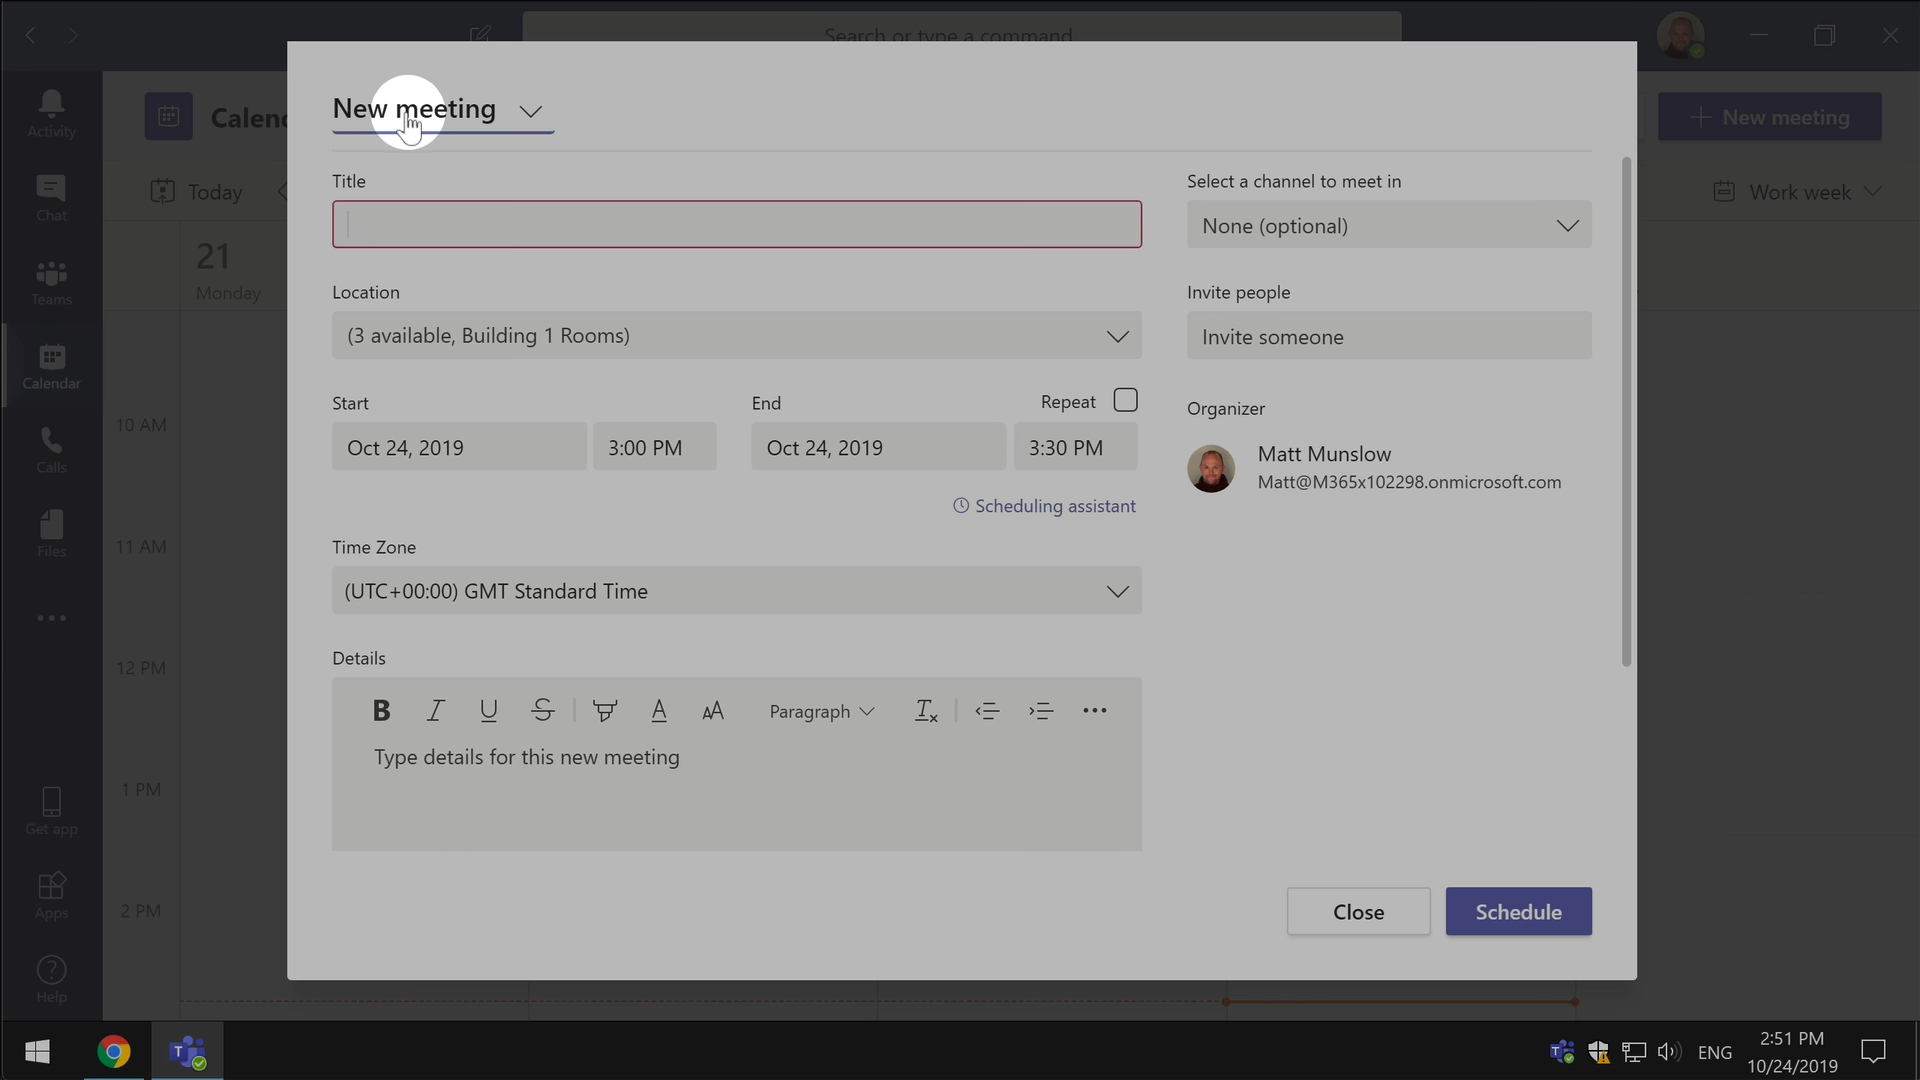 Search or type a command
New meeting
Calen
New meeting
Activity
Chat
Teams
Calendar
Calls
Files
Get app
Apps
Help
Today
Work week
21
Monday
10 AM
11 AM
12 PM
1 PM
2 PM
Title
Select a channel to meet in
None (optional)
Location
(3 available, Building 1 Rooms)
Invite people
Invite someone
Start
End
Repeat
Oct 24, 2019
3:00 PM
Oct 24, 2019
3:30 PM
Organizer
Matt Munslow
Matt@M365x102298.onmicrosoft.com
Scheduling assistant
Time Zone
(UTC+00:00) GMT Standard Time
Details
B I U S A AA Paragraph Tx
Type details for this new meeting
Close
Schedule
T
T
ENG
2:51 PM
10/24/2019